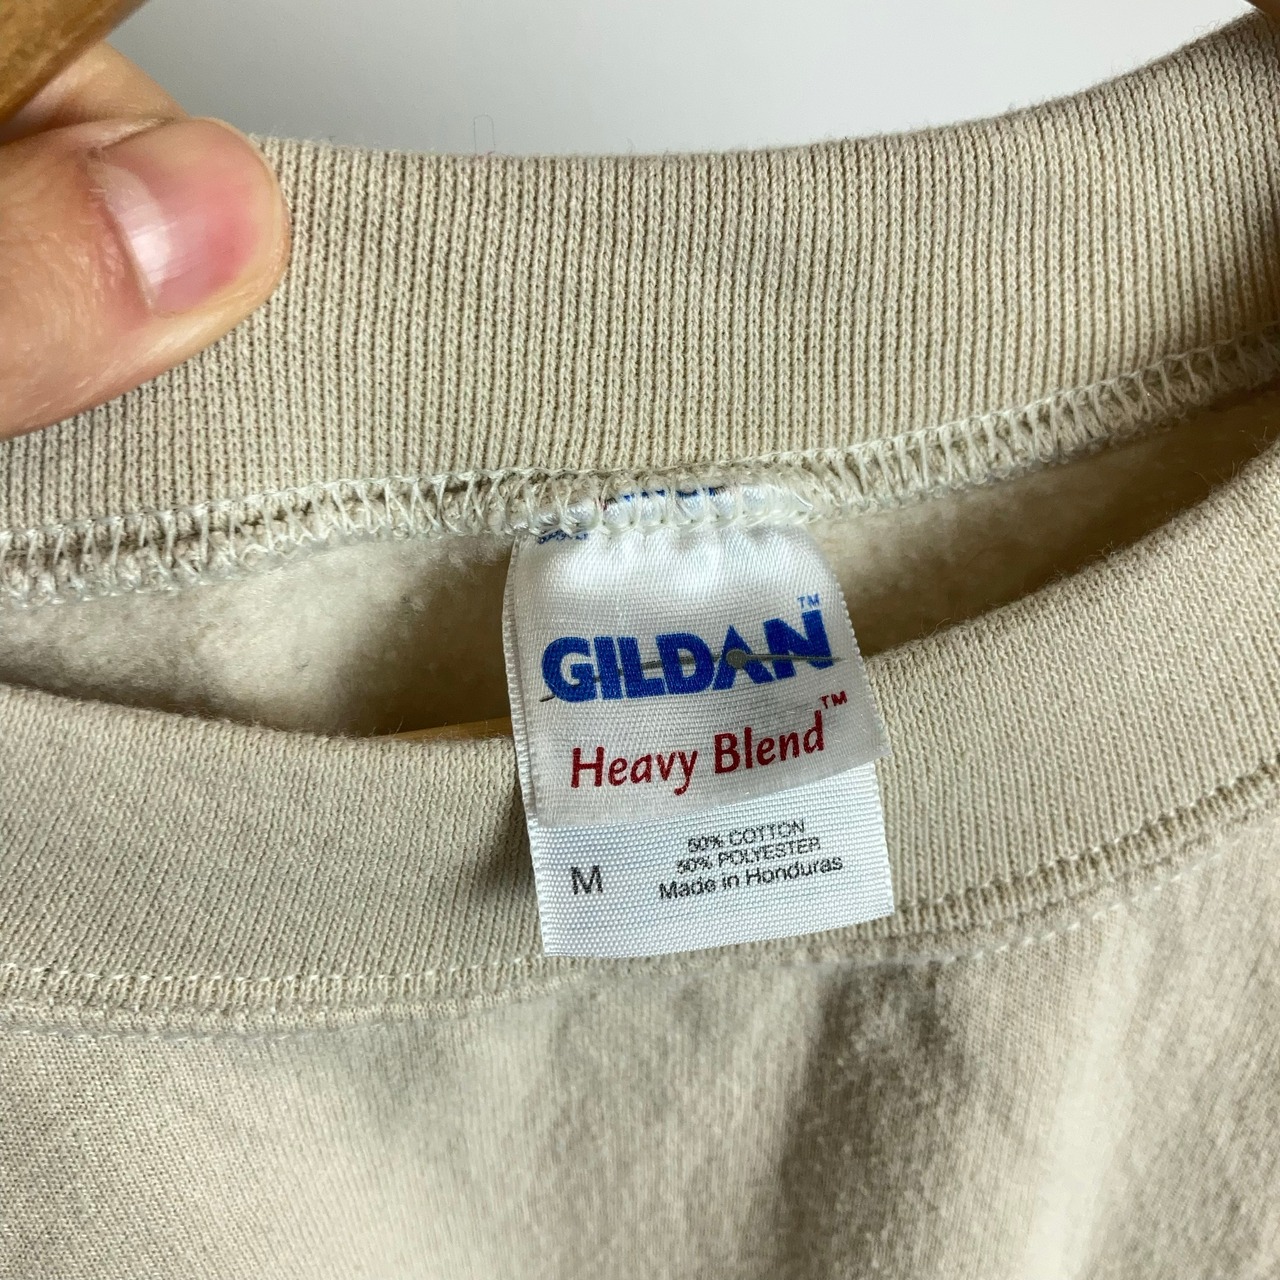 GILDAN™
Heavy Blend™
50% COTTON
50% POLYESTER
M Made in Honduras